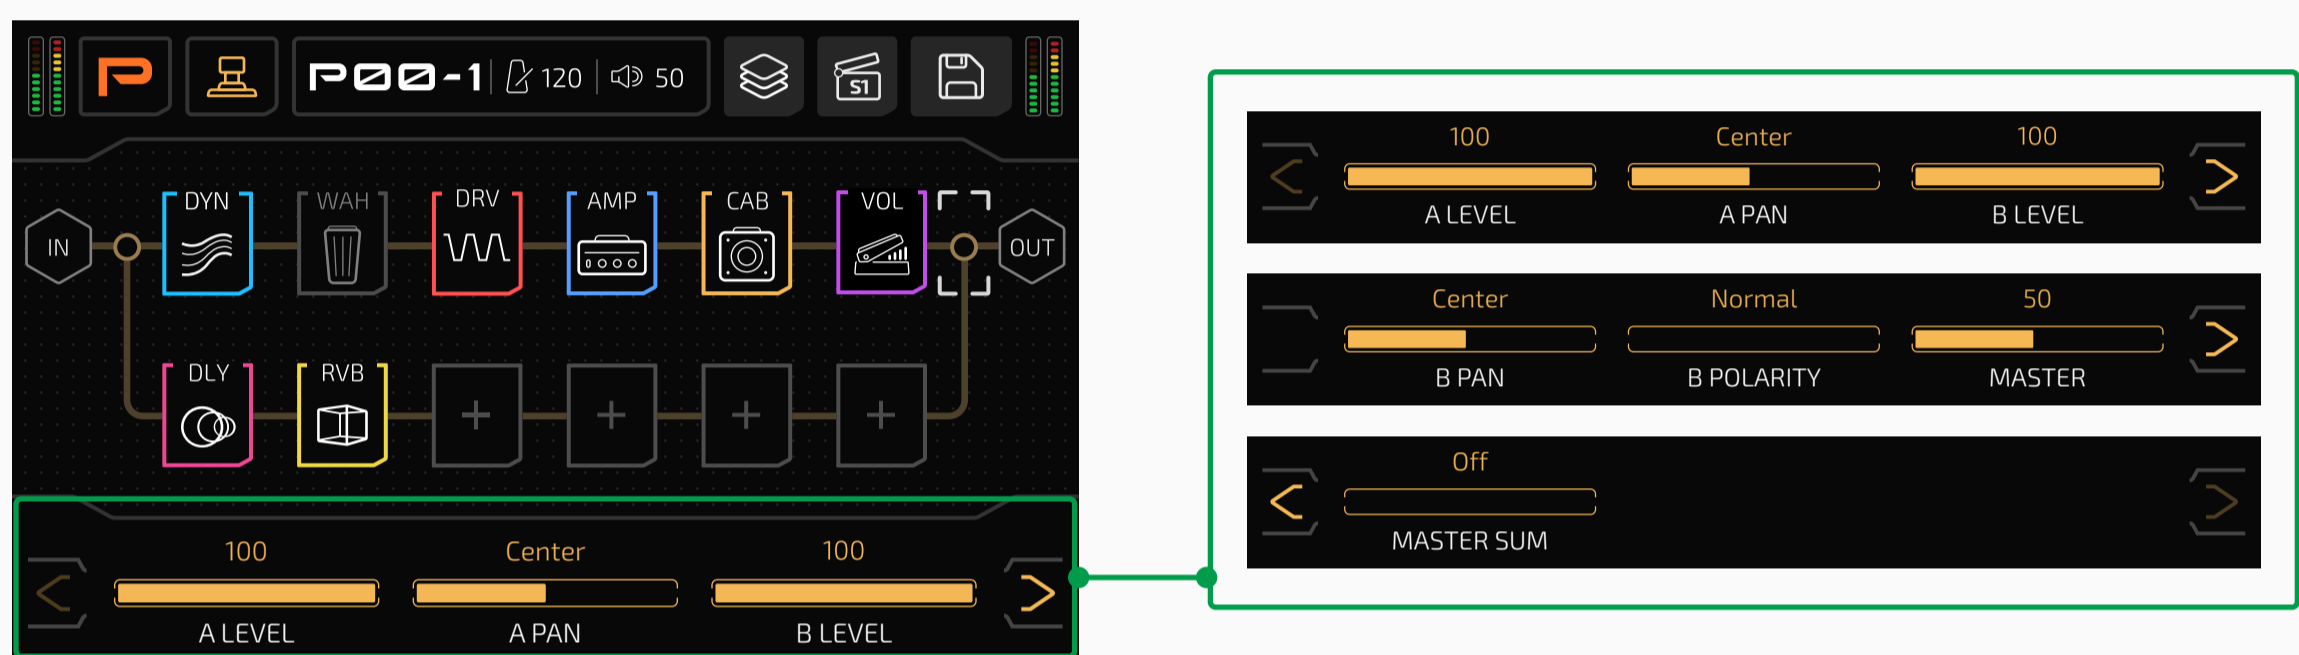 P00-1 120 50 S1
IN DYN WAH DRV AMP CAB VOL OUT
DLY RVB + + + +
100 Center 100
A LEVEL A PAN B LEVEL
100 Center 100
A LEVEL A PAN B LEVEL
Center Normal 50
B PAN B POLARITY MASTER
Off
MASTER SUM